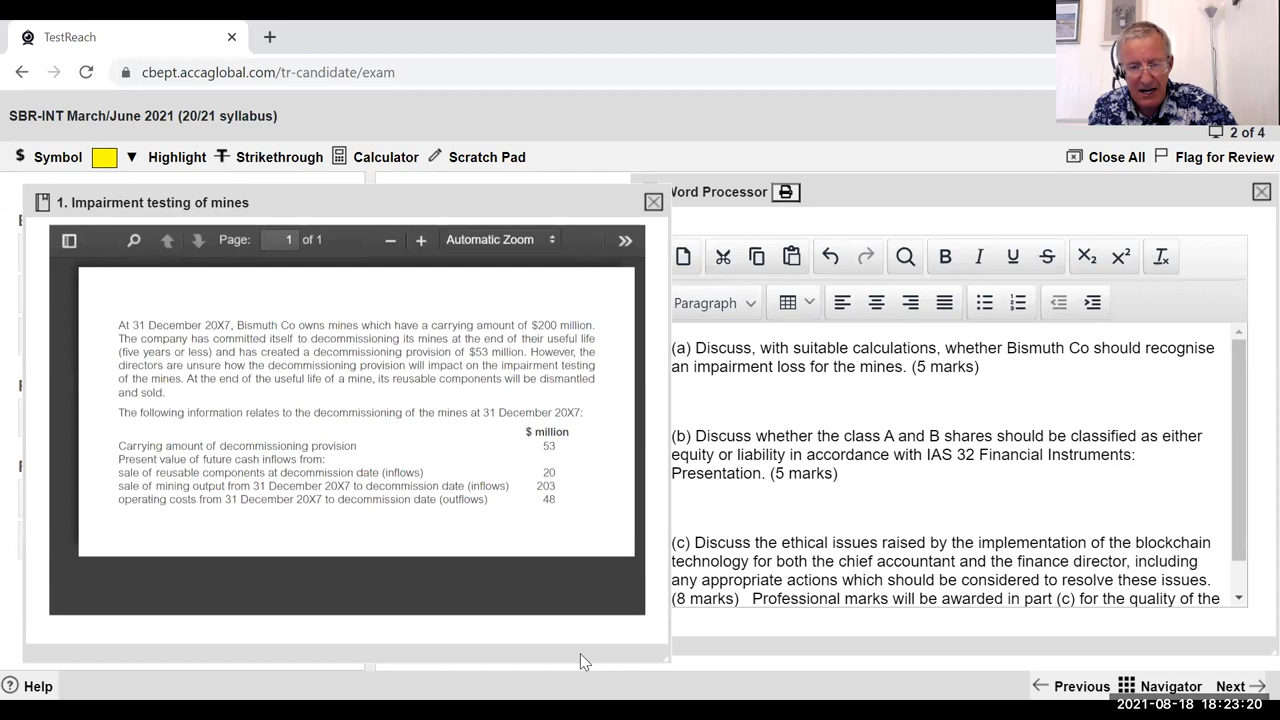 TestReach
cbept.accaglobal.com/tr-candidate/exam
SBR-INT March/June 2021 (20/21 syllabus)
2 of 4
$ Symbol Highlight Strikethrough Calculator Scratch Pad Close All Flag for Review
1. Impairment testing of mines
Page: 1 of 1 Automatic Zoom
At 31 December 20X7, Bismuth Co owns mines which have a carrying amount of $200 million.
The company has committed itself to decommissioning its mines at the end of their useful life
(five years or less) and has created a decommissioning provision of $53 million. However, the
directors are unsure how the decommissioning provision will impact on the impairment testing
of the mines. At the end of the useful life of a mine, its reusable components will be dismantled
and sold.
The following information relates to the decommissioning of the mines at 31 December 20X7:
$ million
Carrying amount of decommissioning provision 53
Present value of future cash inflows from:
sale of reusable components at decommission date (inflows) 20
sale of mining output from 31 December 20X7 to decommission date (inflows) 203
operating costs from 31 December 20X7 to decommission date (outflows) 48
Word Processor
B I U S X₂ X² Tx
Paragraph
(a) Discuss, with suitable calculations, whether Bismuth Co should recognise
an impairment loss for the mines. (5 marks)
(b) Discuss whether the class A and B shares should be classified as either
equity or liability in accordance with IAS 32 Financial Instruments:
Presentation. (5 marks)
(c) Discuss the ethical issues raised by the implementation of the blockchain
technology for both the chief accountant and the finance director, including
any appropriate actions which should be considered to resolve these issues.
(8 marks) Professional marks will be awarded in part (c) for the quality of the
Help Previous Navigator Next
2021-08-18 18:23:20